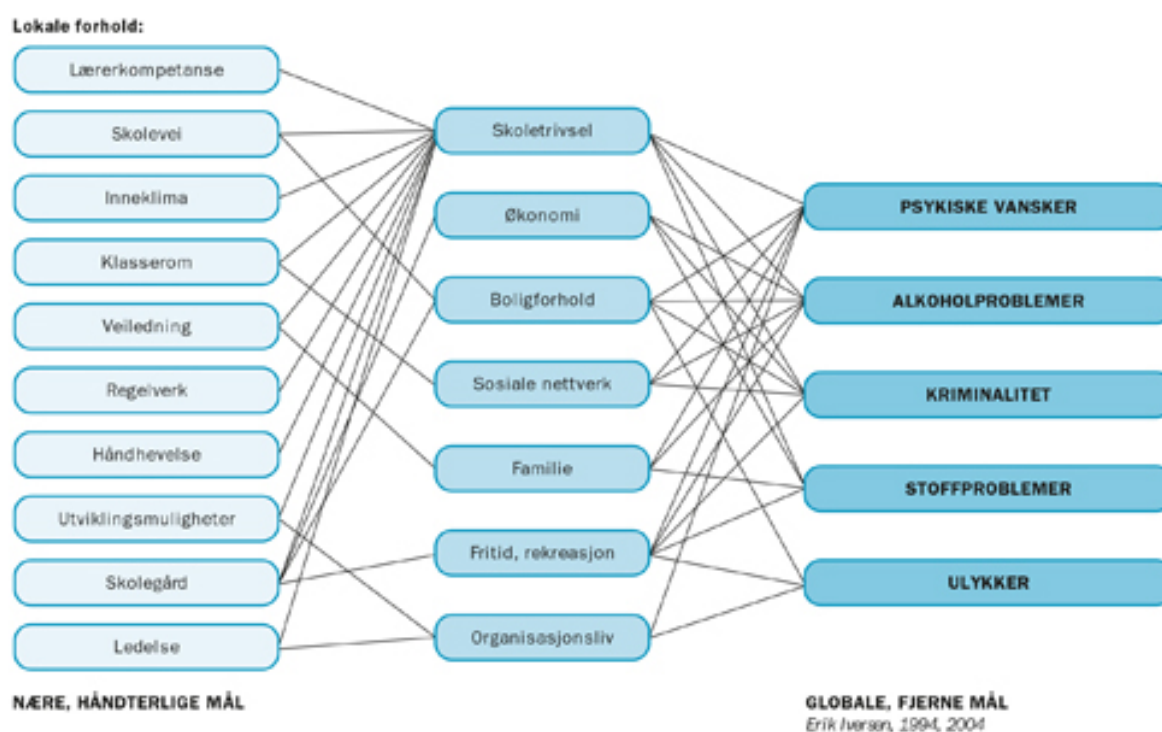 Lokale forhold:
Lærerkompetanse
Skolevei
Inneklima
Klasserom
Veiledning
Regelverk
Håndhevelse
Utviklingsmuligheter
Skolegård
Ledelse
NÆRE, HÅNDTERLIGE MÅL
Skoletrivsel
Økonomi
Boligforhold
Sosiale nettverk
Familie
Fritid, rekreasjon
Organisasjonsliv
PSYKISKE VANSKER
ALKOHOLPROBLEMER
KRIMINALITET
STOFFPROBLEMER
ULYKKER
GLOBALE, FJERNE MÅL
Erik Iversen, 1994, 2004